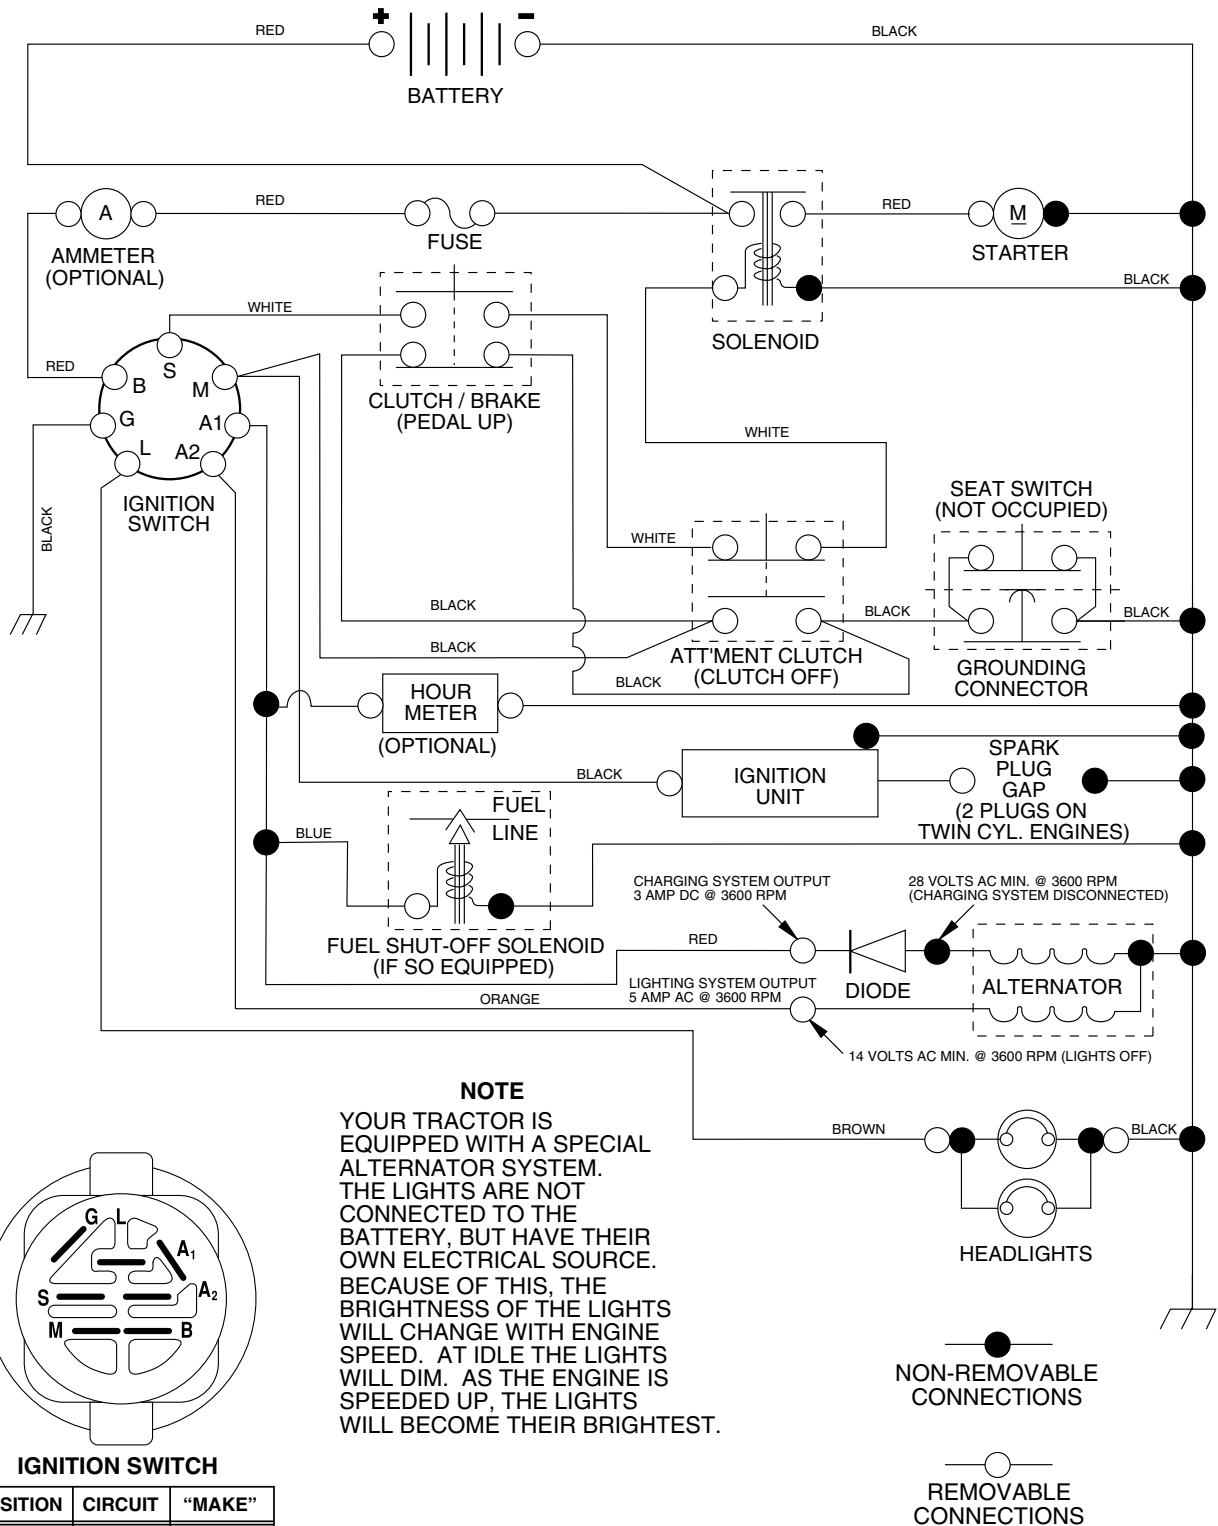 + -
RED
BLACK
BATTERY
A
RED
AMMETER
(OPTIONAL)
FUSE
RED
M
STARTER
BLACK
SOLENOID
WHITE
RED
B
S
M
G
A1
L
A2
IGNITION
SWITCH
BLACK
CLUTCH / BRAKE
(PEDAL UP)
WHITE
SEAT SWITCH
(NOT OCCUPIED)
WHITE
BLACK
BLACK
BLACK
BLACK
BLACK
ATT'MENT CLUTCH
(CLUTCH OFF)
GROUNDING
CONNECTOR
HOUR
METER
(OPTIONAL)
BLACK
IGNITION
UNIT
SPARK
PLUG
GAP
(2 PLUGS ON
TWIN CYL. ENGINES)
BLUE
FUEL
LINE
FUEL SHUT-OFF SOLENOID
(IF SO EQUIPPED)
CHARGING SYSTEM OUTPUT
3 AMP DC @ 3600 RPM
28 VOLTS AC MIN. @ 3600 RPM
(CHARGING SYSTEM DISCONNECTED)
RED
DIODE
ALTERNATOR
LIGHTING SYSTEM OUTPUT
5 AMP AC @ 3600 RPM
ORANGE
14 VOLTS AC MIN. @ 3600 RPM (LIGHTS OFF)
BROWN
BLACK
HEADLIGHTS
NOTE
YOUR TRACTOR IS
EQUIPPED WITH A SPECIAL
ALTERNATOR SYSTEM.
THE LIGHTS ARE NOT
CONNECTED TO THE
BATTERY, BUT HAVE THEIR
OWN ELECTRICAL SOURCE.
BECAUSE OF THIS, THE
BRIGHTNESS OF THE LIGHTS
WILL CHANGE WITH ENGINE
SPEED. AT IDLE THE LIGHTS
WILL DIM. AS THE ENGINE IS
SPEEDED UP, THE LIGHTS
WILL BECOME THEIR BRIGHTEST.
G L
A1
S
A2
M
B
IGNITION SWITCH
SITION CIRCUIT “MAKE”
NON-REMOVABLE
CONNECTIONS
REMOVABLE
CONNECTIONS